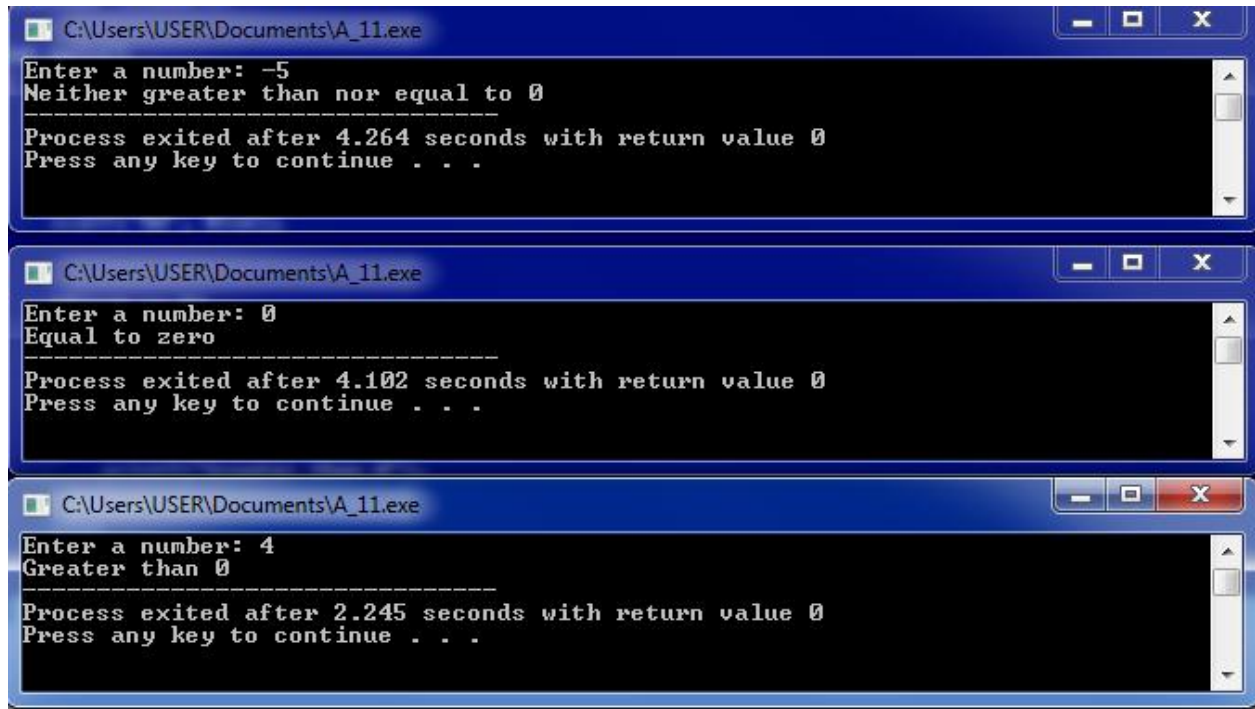 C:\Users\USER\Documents\A_11.exe
Enter a number: -5
Neither greater than nor equal to 0
--------------------------------
Process exited after 4.264 seconds with return value 0
Press any key to continue . . .
C:\Users\USER\Documents\A_11.exe
Enter a number: 0
Equal to zero
--------------------------------
Process exited after 4.102 seconds with return value 0
Press any key to continue . . .
C:\Users\USER\Documents\A_11.exe
Enter a number: 4
Greater than 0
--------------------------------
Process exited after 2.245 seconds with return value 0
Press any key to continue . . .